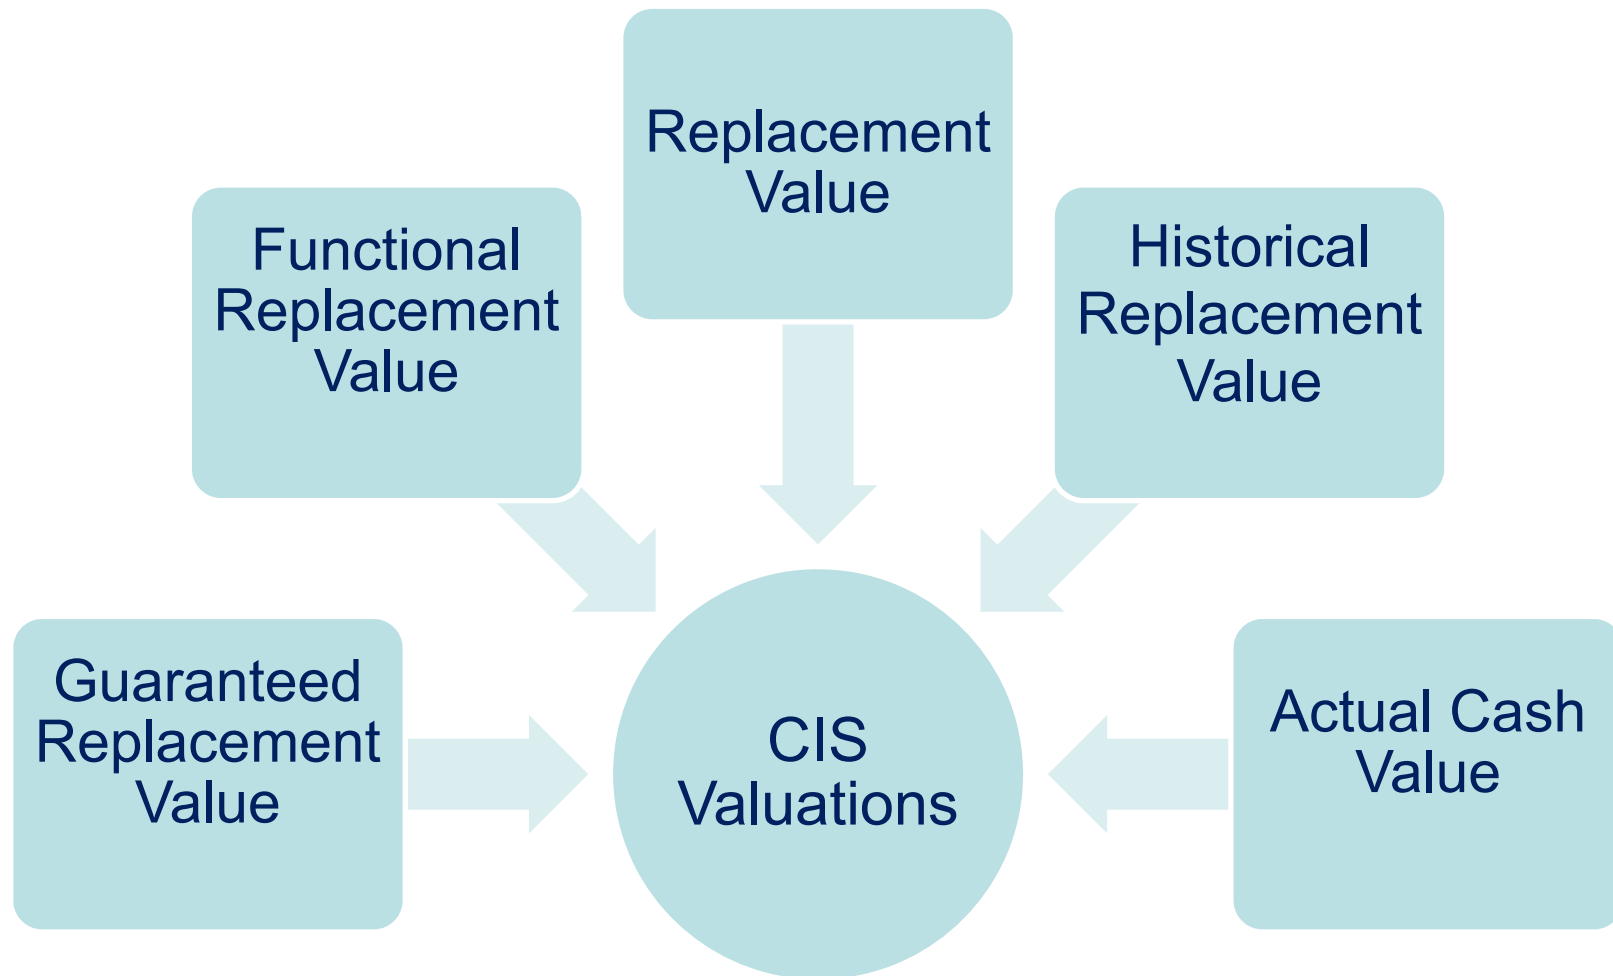 Replacement
Value
Functional
Replacement
Value
Historical
Replacement
Value
Guaranteed
Replacement
Value
CIS
Valuations
Actual Cash
Value